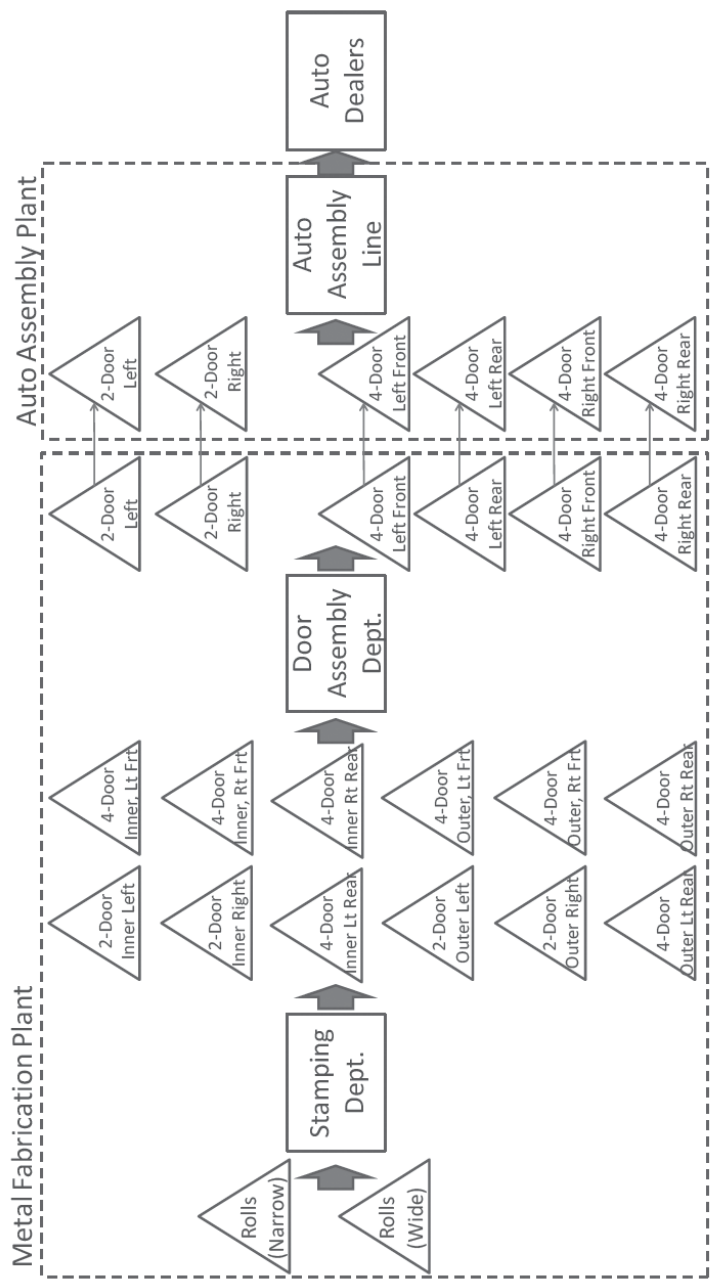 Metal Fabrication Plant
Auto Assembly Plant
Rolls
(Narrow)
Rolls
(Wide)
Stamping
Dept.
2-Door
Inner Left
2-Door
Inner Right
4-Door
Inner Lt Rear
2-Door
Outer Left
2-Door
Outer Right
4-Door
Outer Lt Rear
4-Door
Inner, Lt Frt
4-Door
Inner, Rt Frt
4-Door
Inner Rt Rear
4-Door
Outer, Lt Frt
4-Door
Outer, Rt Frt
4-Door
Outer Rt Rear
Door
Assembly
Dept.
2-Door
Left
2-Door
Right
4-Door
Left Front
4-Door
Left Rear
4-Door
Right Front
4-Door
Right Rear
2-Door
Left
2-Door
Right
4-Door
Left Front
4-Door
Left Rear
4-Door
Right Front
4-Door
Right Rear
Auto
Assembly
Line
Auto
Dealers